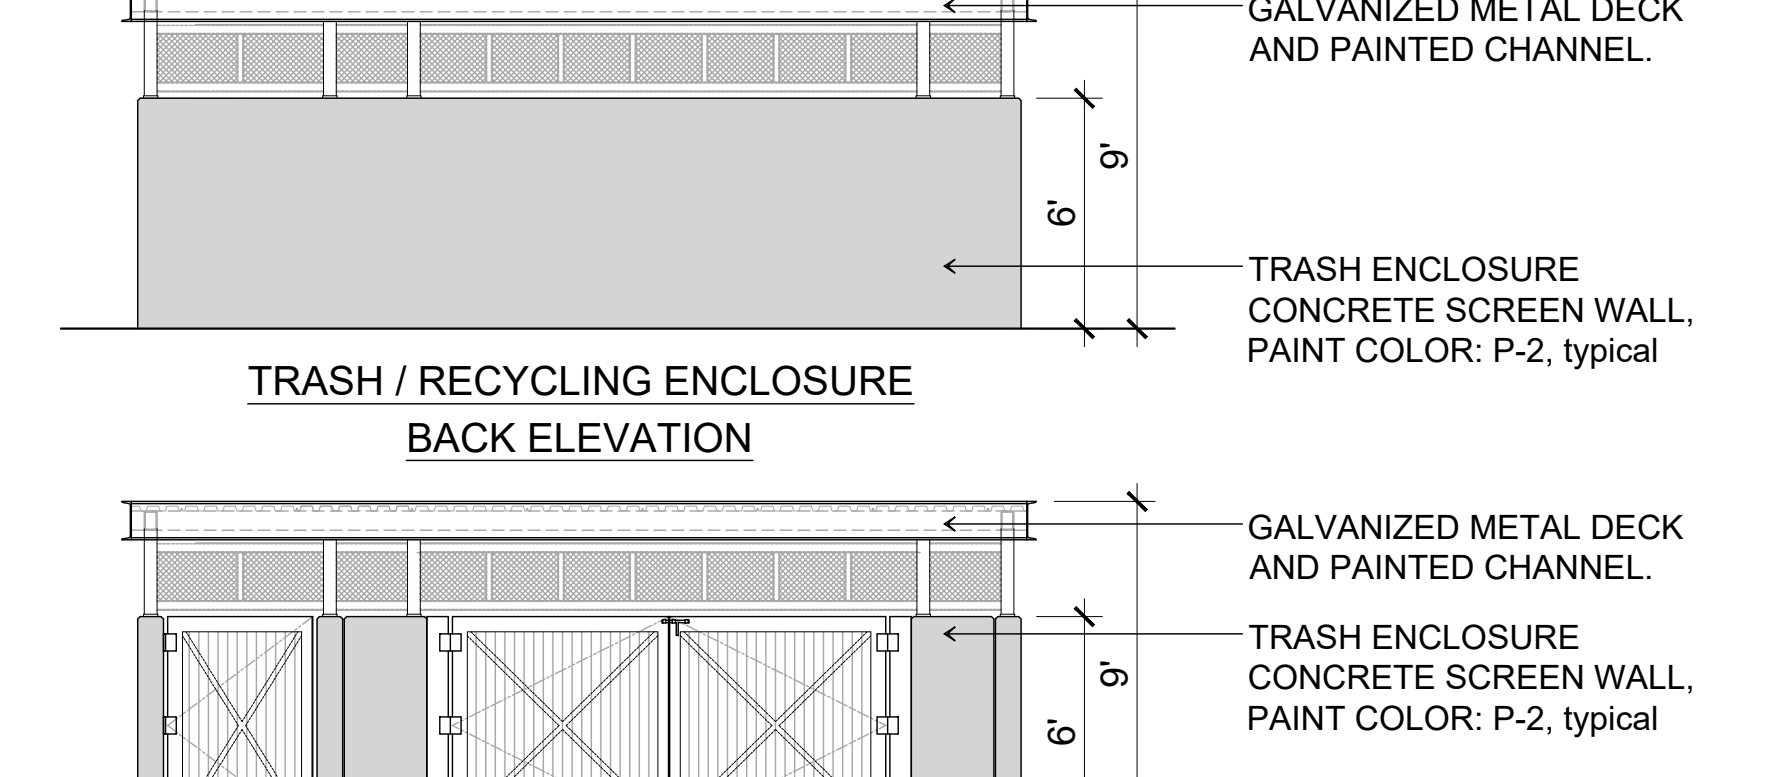 GALVANIZED METAL DECK
AND PAINTED CHANNEL.
9'
6'
TRASH ENCLOSURE
CONCRETE SCREEN WALL,
PAINT COLOR: P-2, typical
TRASH / RECYCLING ENCLOSURE
BACK ELEVATION
GALVANIZED METAL DECK
AND PAINTED CHANNEL.
TRASH ENCLOSURE
CONCRETE SCREEN WALL,
PAINT COLOR: P-2, typical
9'
6'